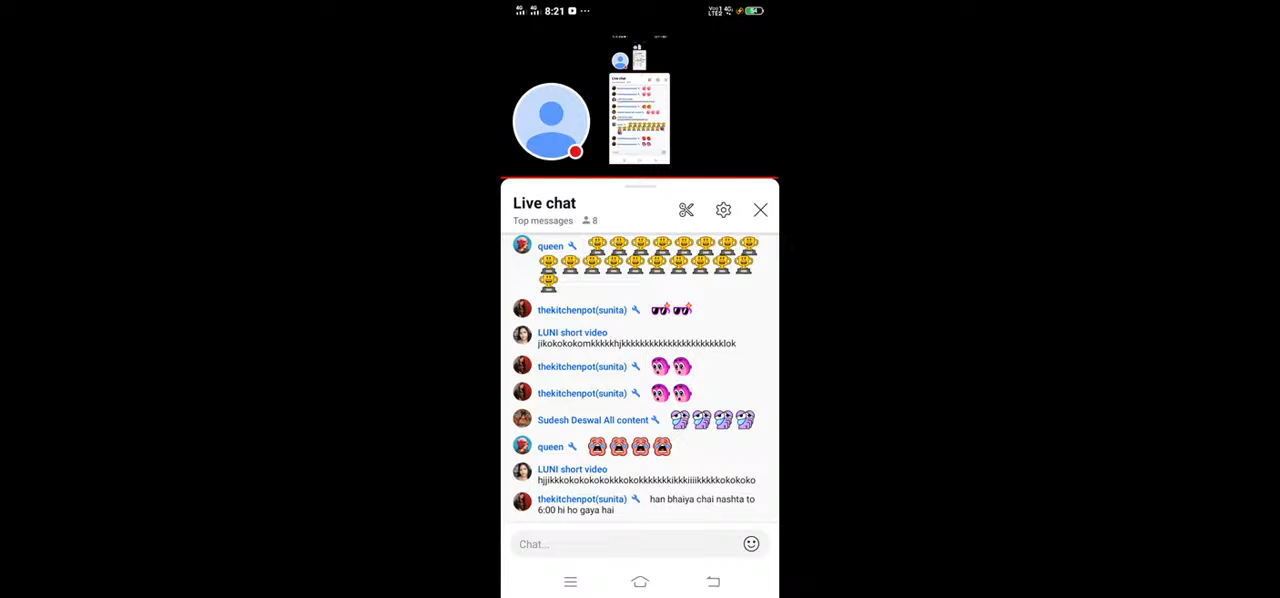 8:21
Live chat
Top messages 8
queen
thekitchenpot(sunita)
LUNI short video
jikokokokomkkkkkhjkkkkkkkkkkkkkkkkkkkkkkklok
thekitchenpot(sunita)
thekitchenpot(sunita)
Sudesh Deswal All content
queen
LUNI short video
hjjikkkokokokokokkkokokkkkkkkikkkiiiikkkkkokokoko
thekitchenpot(sunita) han bhaiya chai nashta to
6:00 hi ho gaya hai
Chat...